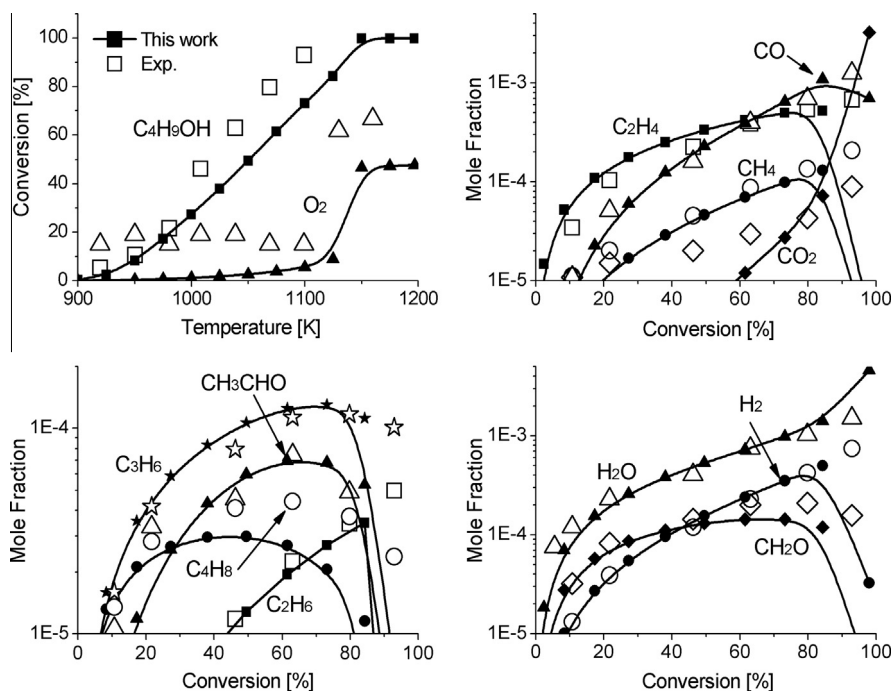 100
80
60
40
20
0
Conversion [%]
This work
Exp.
C₄H₉OH
O₂
900
1000
1100
1200
Temperature [K]
1E-3
1E-4
1E-5
Mole Fraction
CO
C₂H₄
CH₄
CO₂
0
20
40
60
80
100
Conversion [%]
1E-4
1E-5
Mole Fraction
CH₃CHO
C₃H₆
C₄H₈
C₂H₆
0
20
40
60
80
100
Conversion [%]
1E-3
1E-4
1E-5
Mole Fraction
H₂
H₂O
CH₂O
0
20
40
60
80
100
Conversion [%]